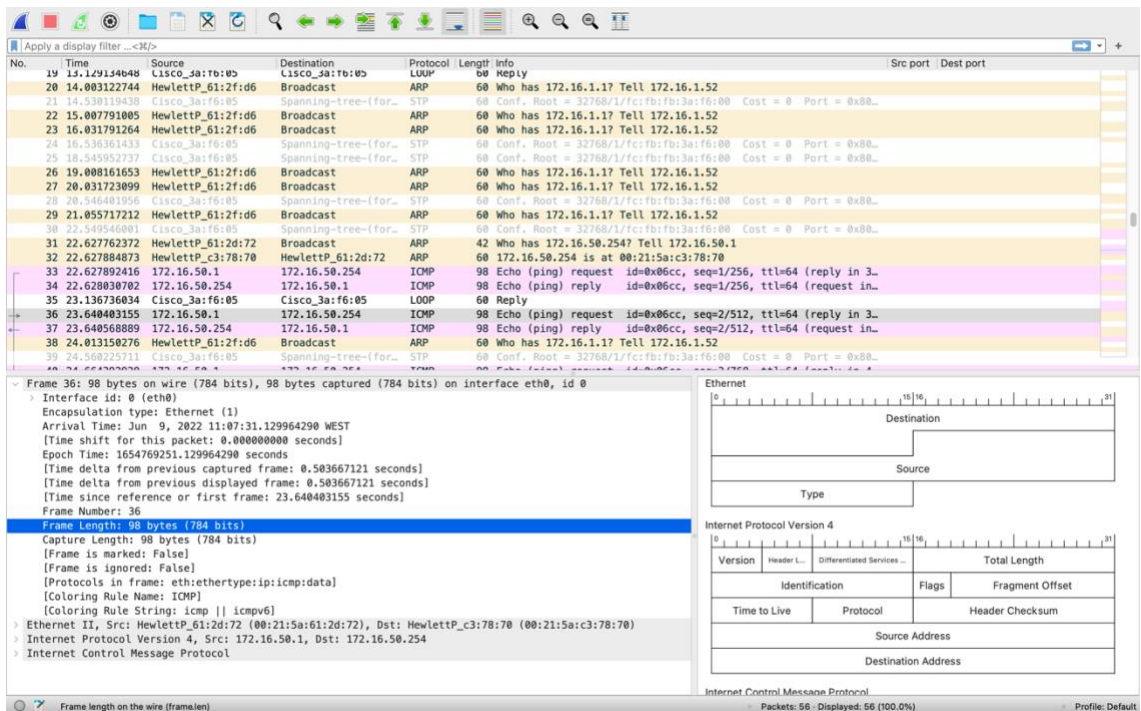 Apply a display filter ...<⌘/>
+
No. Time Source Destination Protocol Length Info Src port Dest port
19 13.129134648 Cisco_3a:f6:05 Cisco_3a:f6:05 LOOP 60 Reply
20 14.003122744 HewlettP_61:2f:d6 Broadcast ARP 60 Who has 172.16.1.1? Tell 172.16.1.52
21 14.530119438 Cisco_3a:f6:05 Spanning-tree-(for… STP 60 Conf. Root = 32768/1/fc:fb:fb:3a:f6:00 Cost = 0 Port = 0x80…
22 15.007791005 HewlettP_61:2f:d6 Broadcast ARP 60 Who has 172.16.1.1? Tell 172.16.1.52
23 16.031791264 HewlettP_61:2f:d6 Broadcast ARP 60 Who has 172.16.1.1? Tell 172.16.1.52
24 16.536361433 Cisco_3a:f6:05 Spanning-tree-(for… STP 60 Conf. Root = 32768/1/fc:fb:fb:3a:f6:00 Cost = 0 Port = 0x80…
25 18.545952737 Cisco_3a:f6:05 Spanning-tree-(for… STP 60 Conf. Root = 32768/1/fc:fb:fb:3a:f6:00 Cost = 0 Port = 0x80…
26 19.008161653 HewlettP_61:2f:d6 Broadcast ARP 60 Who has 172.16.1.1? Tell 172.16.1.52
27 20.031723099 HewlettP_61:2f:d6 Broadcast ARP 60 Who has 172.16.1.1? Tell 172.16.1.52
28 20.546401956 Cisco_3a:f6:05 Spanning-tree-(for… STP 60 Conf. Root = 32768/1/fc:fb:fb:3a:f6:00 Cost = 0 Port = 0x80…
29 21.055717212 HewlettP_61:2f:d6 Broadcast ARP 60 Who has 172.16.1.1? Tell 172.16.1.52
30 22.549546001 Cisco_3a:f6:05 Spanning-tree-(for… STP 60 Conf. Root = 32768/1/fc:fb:fb:3a:f6:00 Cost = 0 Port = 0x80…
31 22.627762372 HewlettP_61:2d:72 Broadcast ARP 42 Who has 172.16.50.254? Tell 172.16.50.1
32 22.627884873 HewlettP_c3:78:70 HewlettP_61:2d:72 ARP 60 172.16.50.254 is at 00:21:5a:c3:78:70
33 22.627892416 172.16.50.1 172.16.50.254 ICMP 98 Echo (ping) request id=0x06cc, seq=1/256, ttl=64 (reply in 3…
34 22.628030702 172.16.50.254 172.16.50.1 ICMP 98 Echo (ping) reply id=0x06cc, seq=1/256, ttl=64 (request in…
35 23.136736034 Cisco_3a:f6:05 Cisco_3a:f6:05 LOOP 60 Reply
36 23.640403155 172.16.50.1 172.16.50.254 ICMP 98 Echo (ping) request id=0x06cc, seq=2/512, ttl=64 (reply in 3…
37 23.640568889 172.16.50.254 172.16.50.1 ICMP 98 Echo (ping) reply id=0x06cc, seq=2/512, ttl=64 (request in…
38 24.013150276 HewlettP_61:2f:d6 Broadcast ARP 60 Who has 172.16.1.1? Tell 172.16.1.52
39 24.560225711 Cisco_3a:f6:05 Spanning-tree-(for… STP 60 Conf. Root = 32768/1/fc:fb:fb:3a:f6:00 Cost = 0 Port = 0x80…
Frame 36: 98 bytes on wire (784 bits), 98 bytes captured (784 bits) on interface eth0, id 0
Interface id: 0 (eth0)
Encapsulation type: Ethernet (1)
Arrival Time: Jun 9, 2022 11:07:31.129964290 WEST
[Time shift for this packet: 0.000000000 seconds]
Epoch Time: 1654769251.129964290 seconds
[Time delta from previous captured frame: 0.503667121 seconds]
[Time delta from previous displayed frame: 0.503667121 seconds]
[Time since reference or first frame: 23.640403155 seconds]
Frame Number: 36
Frame Length: 98 bytes (784 bits)
Capture Length: 98 bytes (784 bits)
[Frame is marked: False]
[Frame is ignored: False]
[Protocols in frame: eth:ethertype:ip:icmp:data]
[Coloring Rule Name: ICMP]
[Coloring Rule String: icmp || icmpv6]
Ethernet II, Src: HewlettP_61:2d:72 (00:21:5a:61:2d:72), Dst: HewlettP_c3:78:70 (00:21:5a:c3:78:70)
Internet Protocol Version 4, Src: 172.16.50.1, Dst: 172.16.50.254
Internet Control Message Protocol
Ethernet
0 15 16 31
Destination
Source
Type
Internet Protocol Version 4
0 15 16 31
Version Header L... Differentiated Services ... Total Length
Identification Flags Fragment Offset
Time to Live Protocol Header Checksum
Source Address
Destination Address
Internet Control Message Protocol
Frame length on the wire (frame.len) Packets: 56 · Displayed: 56 (100.0%) Profile: Default